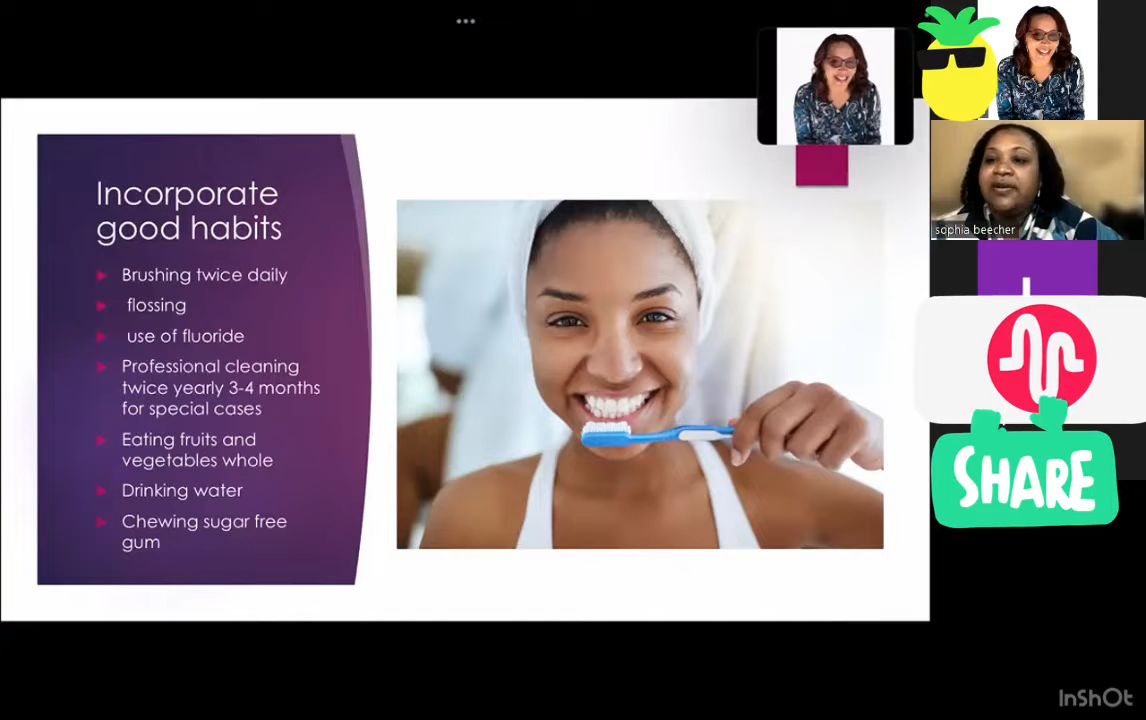 Incorporate
good habits
Brushing twice daily
flossing
use of fluoride
Professional cleaning
twice yearly 3-4 months
for special cases
Eating fruits and
vegetables whole
Drinking water
Chewing sugar free
gum
sophia beecher
SHARE
InShOt